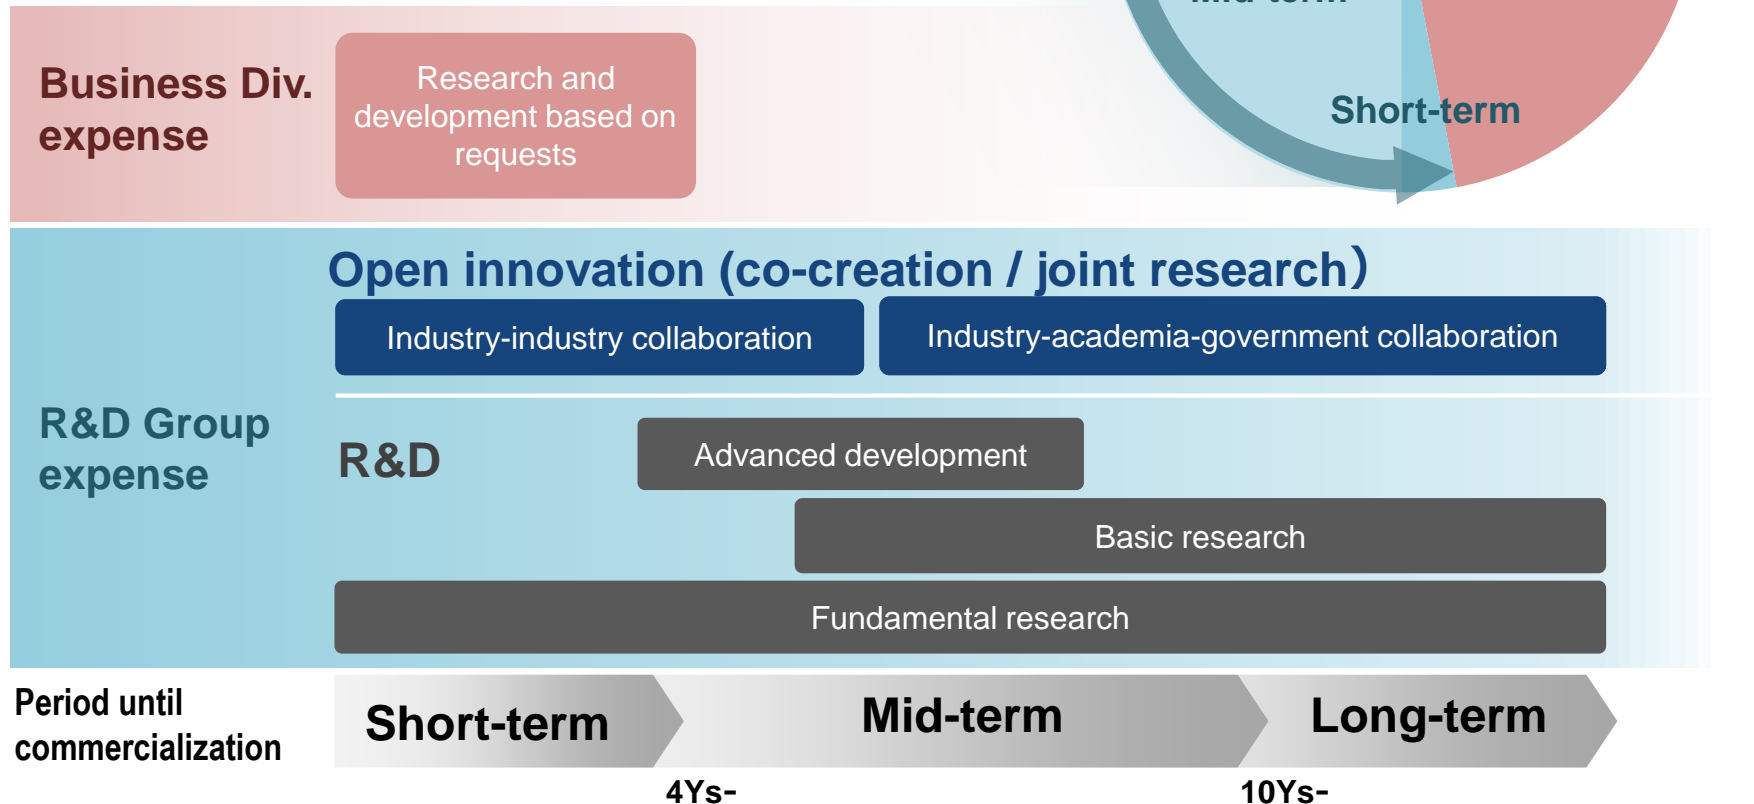 Mid-term
Short-term
Business Div.
expense
Research and
development based on
requests
Open innovation (co-creation / joint research）
Industry-industry collaboration
Industry-academia-government collaboration
R&D Group
expense
R&D
Advanced development
Basic research
Fundamental research
Period until
commercialization
Short-term
Mid-term
Long-term
4Ys-
10Ys-